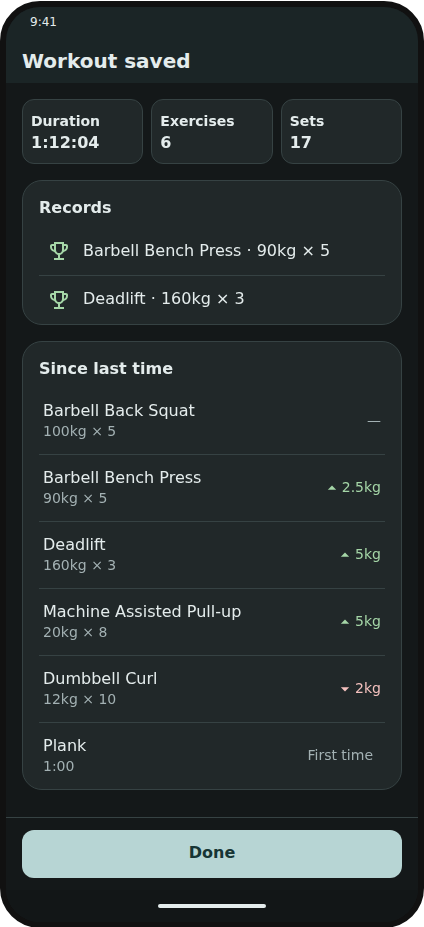 9:41
Workout saved
Duration
1:12:04
Exercises
6
Sets
17
Records
Barbell Bench Press · 90kg × 5
Deadlift · 160kg × 3
Since last time
Barbell Back Squat
100kg × 5
—
Barbell Bench Press
90kg × 5
2.5kg
Deadlift
160kg × 3
5kg
Machine Assisted Pull-up
20kg × 8
5kg
Dumbbell Curl
12kg × 10
2kg
Plank
1:00
First time
Done